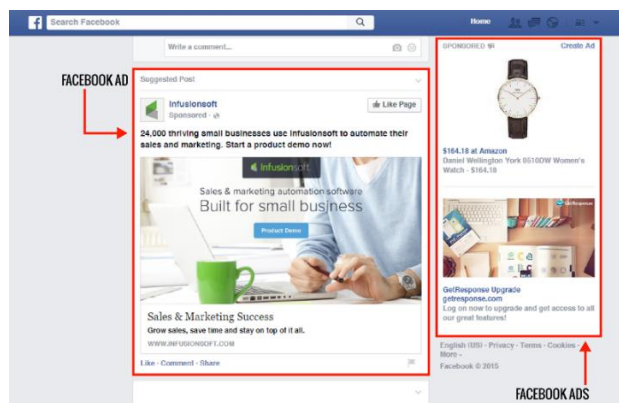 Search Facebook
Home
Write a comment...
FACEBOOK AD
Suggested Post
Infusionsoft
Sponsored ·
Like Page
24,000 thriving small businesses use Infusionsoft to automate their
sales and marketing. Start a product demo now!
Infusionsoft
Sales & marketing automation software
Built for small business
Product Demo
Sales & Marketing Success
Grow sales, save time and stay on top of it all.
WWW.INFUSIONSOFT.COM
Like · Comment · Share
SPONSORED
Create Ad
$164.18 at Amazon
Daniel Wellington York 0510DW Women's
Watch - $164.18
GetResponse
GetResponse Upgrade
getresponse.com
Log on now to upgrade and get access to all
our great features!
English (US) · Privacy · Terms · Cookies ·
More ·
Facebook © 2015
FACEBOOK ADS